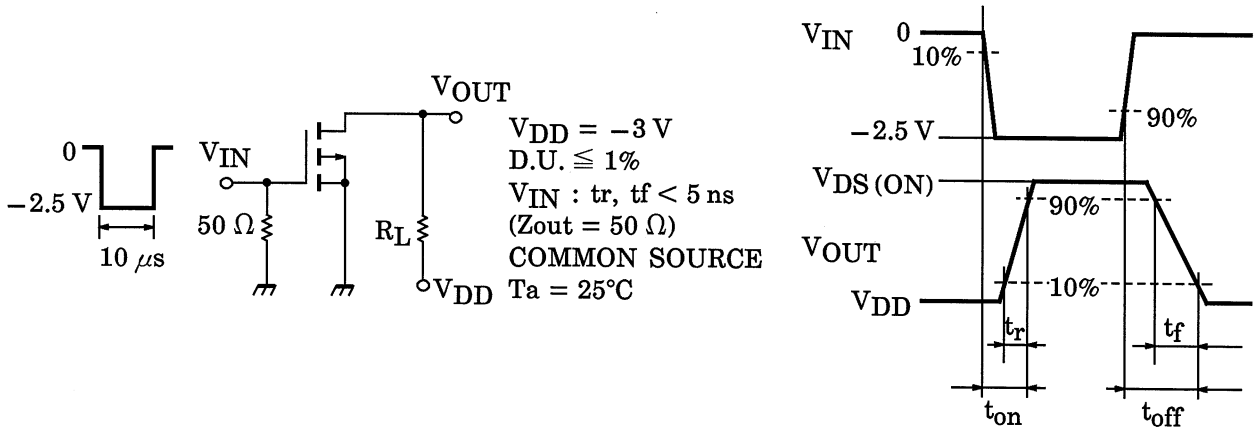 0
−2.5 V
10 μs
VIN
50 Ω
VOUT
RL
VDD
VDD = −3 V
D.U. ≦ 1%
VIN : tr, tf < 5 ns
(Zout = 50 Ω)
COMMON SOURCE
Ta = 25°C
VIN
0
10%
90%
−2.5 V
VDS (ON)
90%
VOUT
10%
VDD
tr
tf
ton
toff